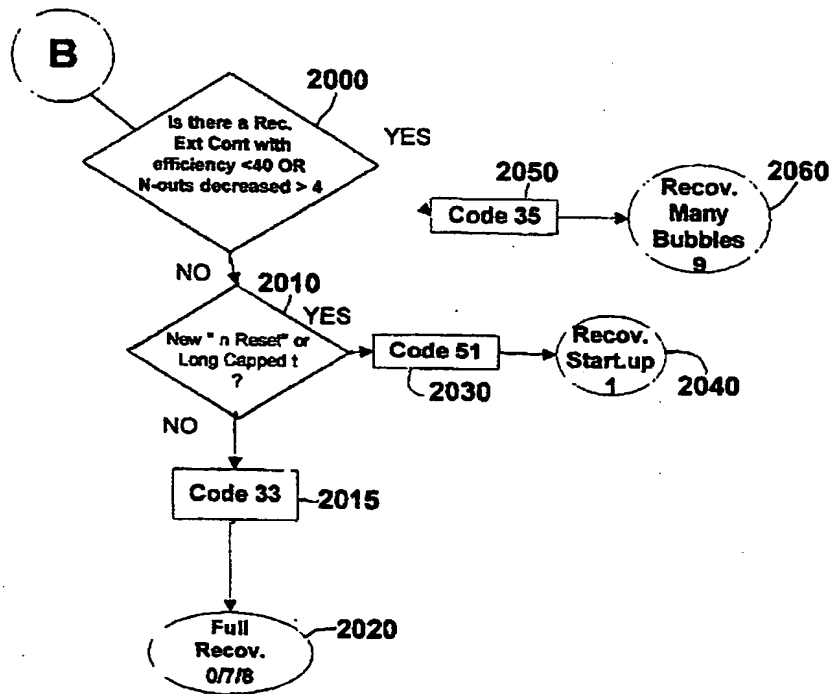 B
2000
Is there a Rec.
Ext Cont with
efficiency <40 OR
N-outs decreased > 4
YES
2050
Code 35
Recov.
Many
Bubbles
9
2060
NO
2010
YES
New " n Reset" or
Long Capped t
?
Code 51
2030
Recov.
Start.up
1
2040
NO
Code 33
2015
Full
Recov.
0/7/8
2020